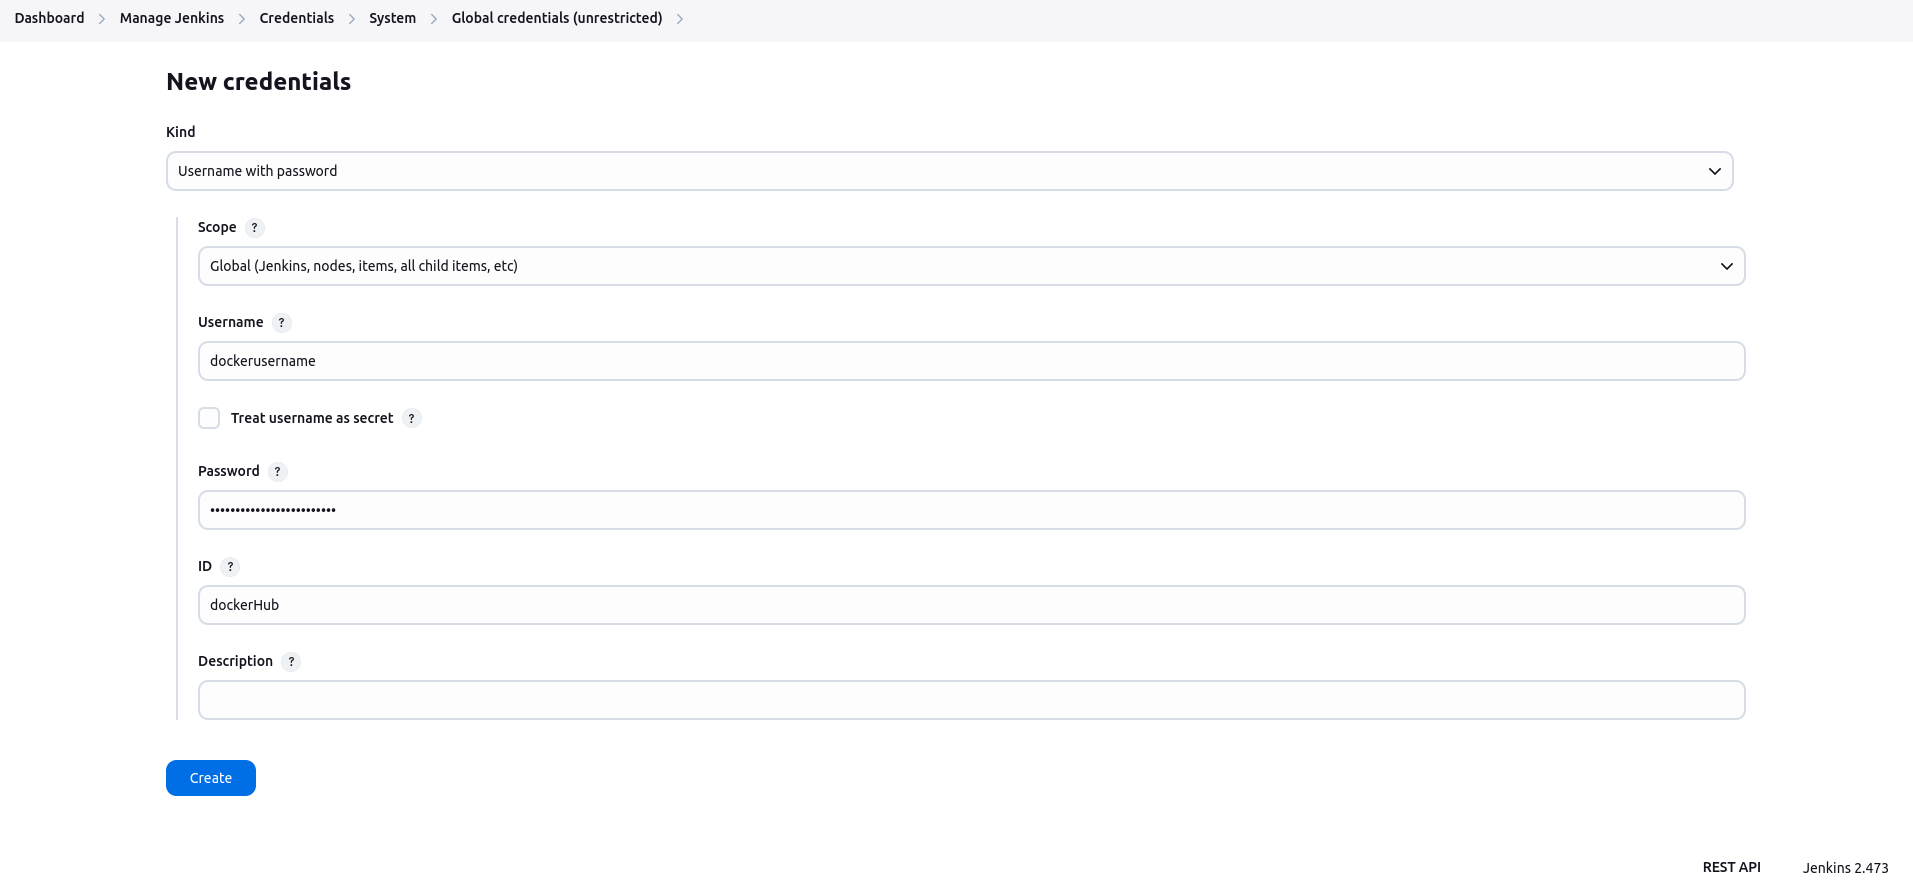 Dashboard > Manage Jenkins > Credentials > System > Global credentials (unrestricted) >
New credentials
Kind
Username with password
Scope ?
Global (Jenkins, nodes, items, all child items, etc)
Username ?
dockerusername
Treat username as secret ?
Password ?
•••••••••••••••••••••••••
ID ?
dockerHub
Description ?
Create
REST API Jenkins 2.473